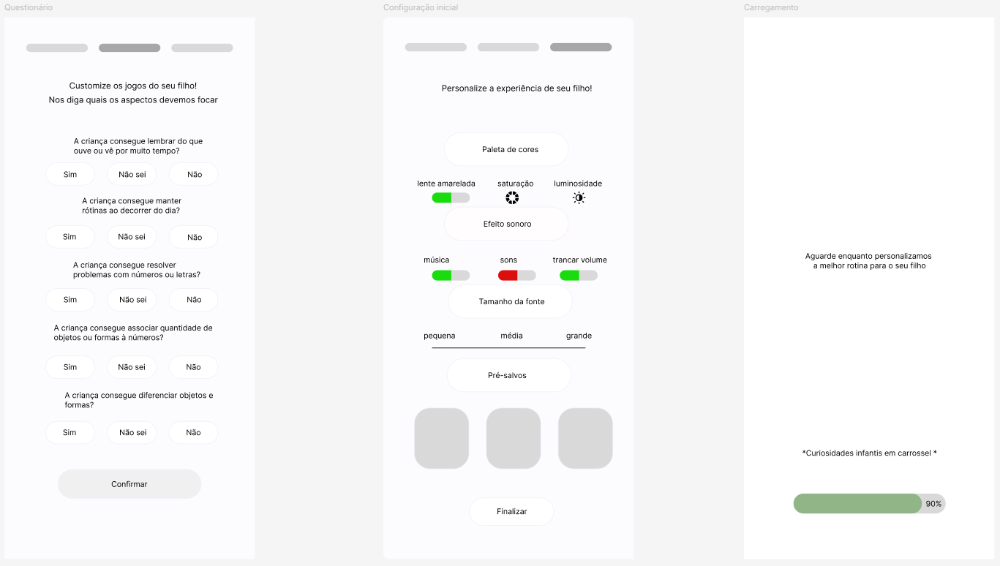 Questionário
Customize os jogos do seu filho!
Nos diga quais os aspectos devemos focar
A criança consegue lembrar do que
ouve ou vê por muito tempo?
Sim
Não sei
Não
A criança consegue manter
rótinas ao decorrer do dia?
Sim
Não sei
Não
A criança consegue resolver
problemas com números ou letras?
Sim
Não sei
Não
A criança consegue associar quantidade de
objetos ou formas à números?
Sim
Não sei
Não
A criança consegue diferenciar objetos e
formas?
Sim
Não sei
Não
Confirmar
Configuração inicial
Personalize a experiência de seu filho!
Paleta de cores
lente amarelada
saturação
luminosidade
Efeito sonoro
música
sons
trancar volume
Tamanho da fonte
pequena
média
grande
Pré-salvos
Finalizar
Carregamento
Aguarde enquanto personalizamos
a melhor rotina para o seu filho
*Curiosidades infantis em carrossel *
90%